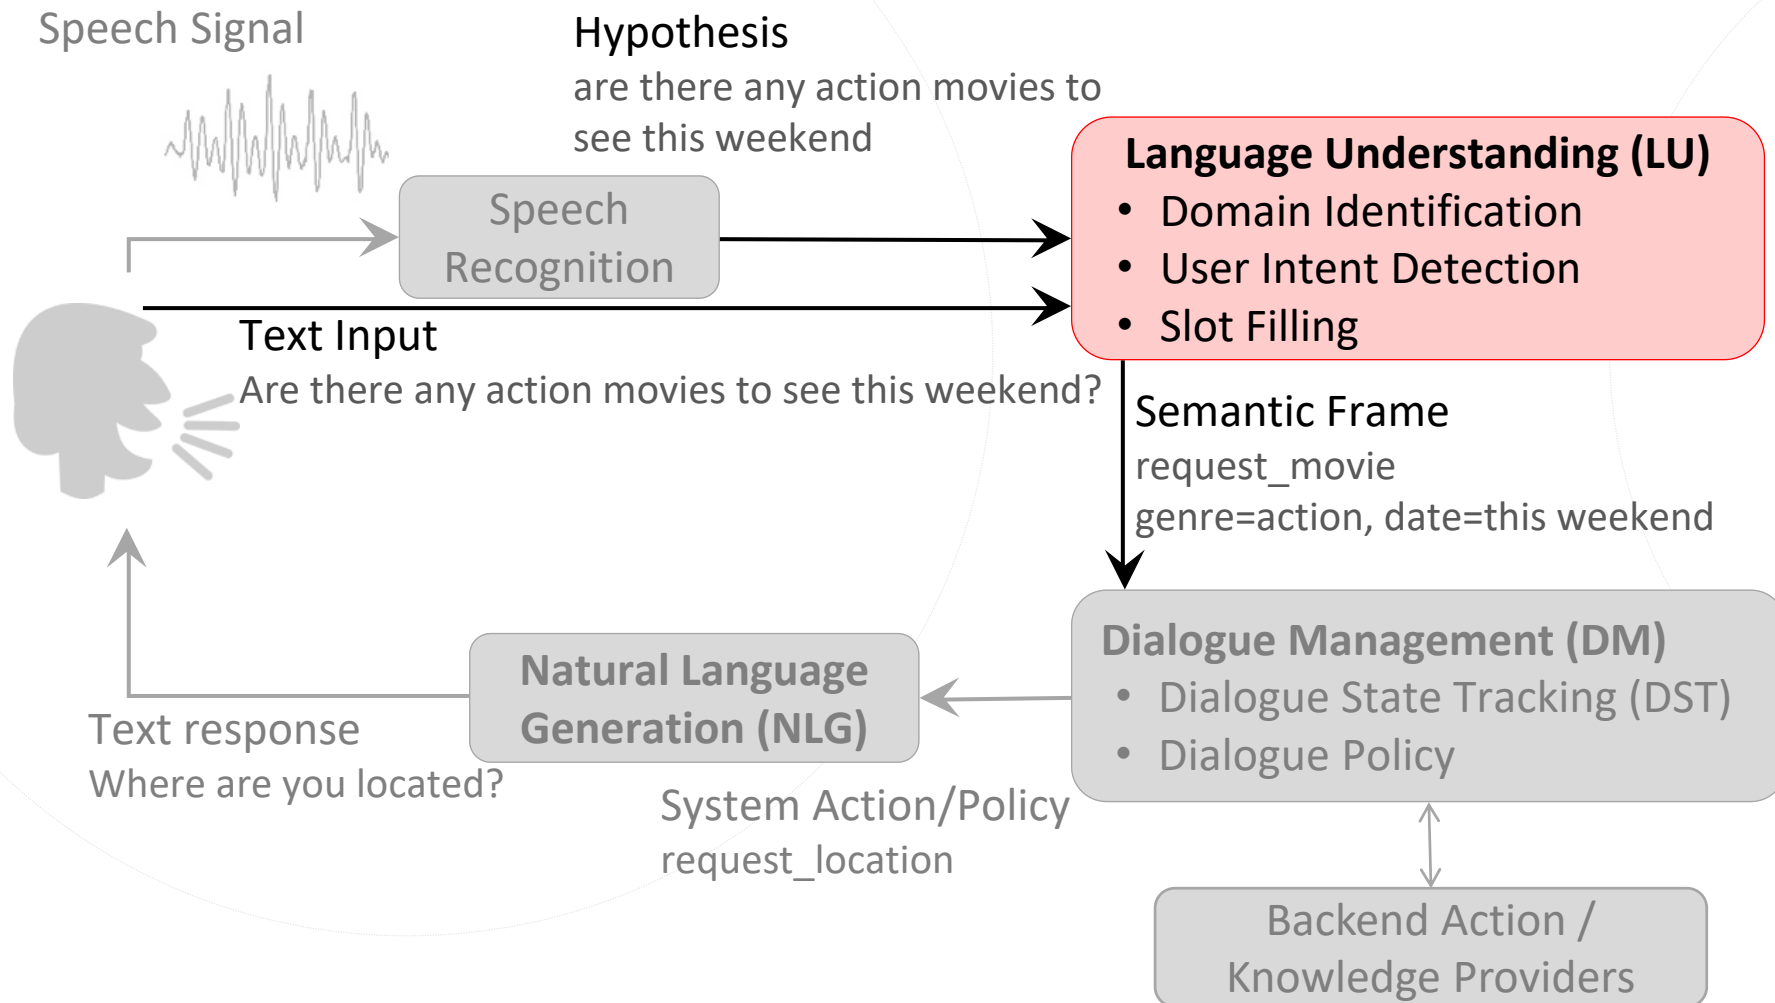 Speech Signal
Hypothesis
are there any action movies to
see this weekend
Speech
Recognition
Language Understanding (LU)
• Domain Identification
• User Intent Detection
• Slot Filling
Text Input
Are there any action movies to see this weekend?
Semantic Frame
request_movie
genre=action, date=this weekend
Dialogue Management (DM)
• Dialogue State Tracking (DST)
• Dialogue Policy
Natural Language
Generation (NLG)
Text response
Where are you located?
System Action/Policy
request_location
Backend Action /
Knowledge Providers